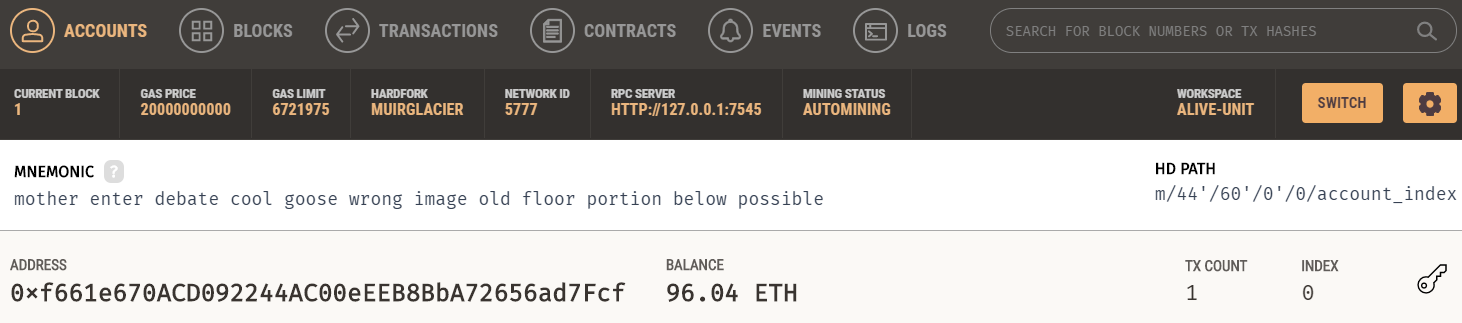 ACCOUNTS BLOCKS TRANSACTIONS CONTRACTS EVENTS LOGS SEARCH FOR BLOCK NUMBERS OR TX HASHES
CURRENT BLOCK GAS PRICE GAS LIMIT HARDFORK NETWORK ID RPC SERVER MINING STATUS WORKSPACE
1 20000000000 6721975 MUIRGLACIER 5777 HTTP://127.0.0.1:7545 AUTOMINING ALIVE-UNIT SWITCH
MNEMONIC ? HD PATH
mother enter debate cool goose wrong image old floor portion below possible m/44'/60'/0'/0/account_index
ADDRESS BALANCE TX COUNT INDEX
0×f661e670ACD092244AC00eEEB8BbA72656ad7Fcf 96.04 ETH 1 0